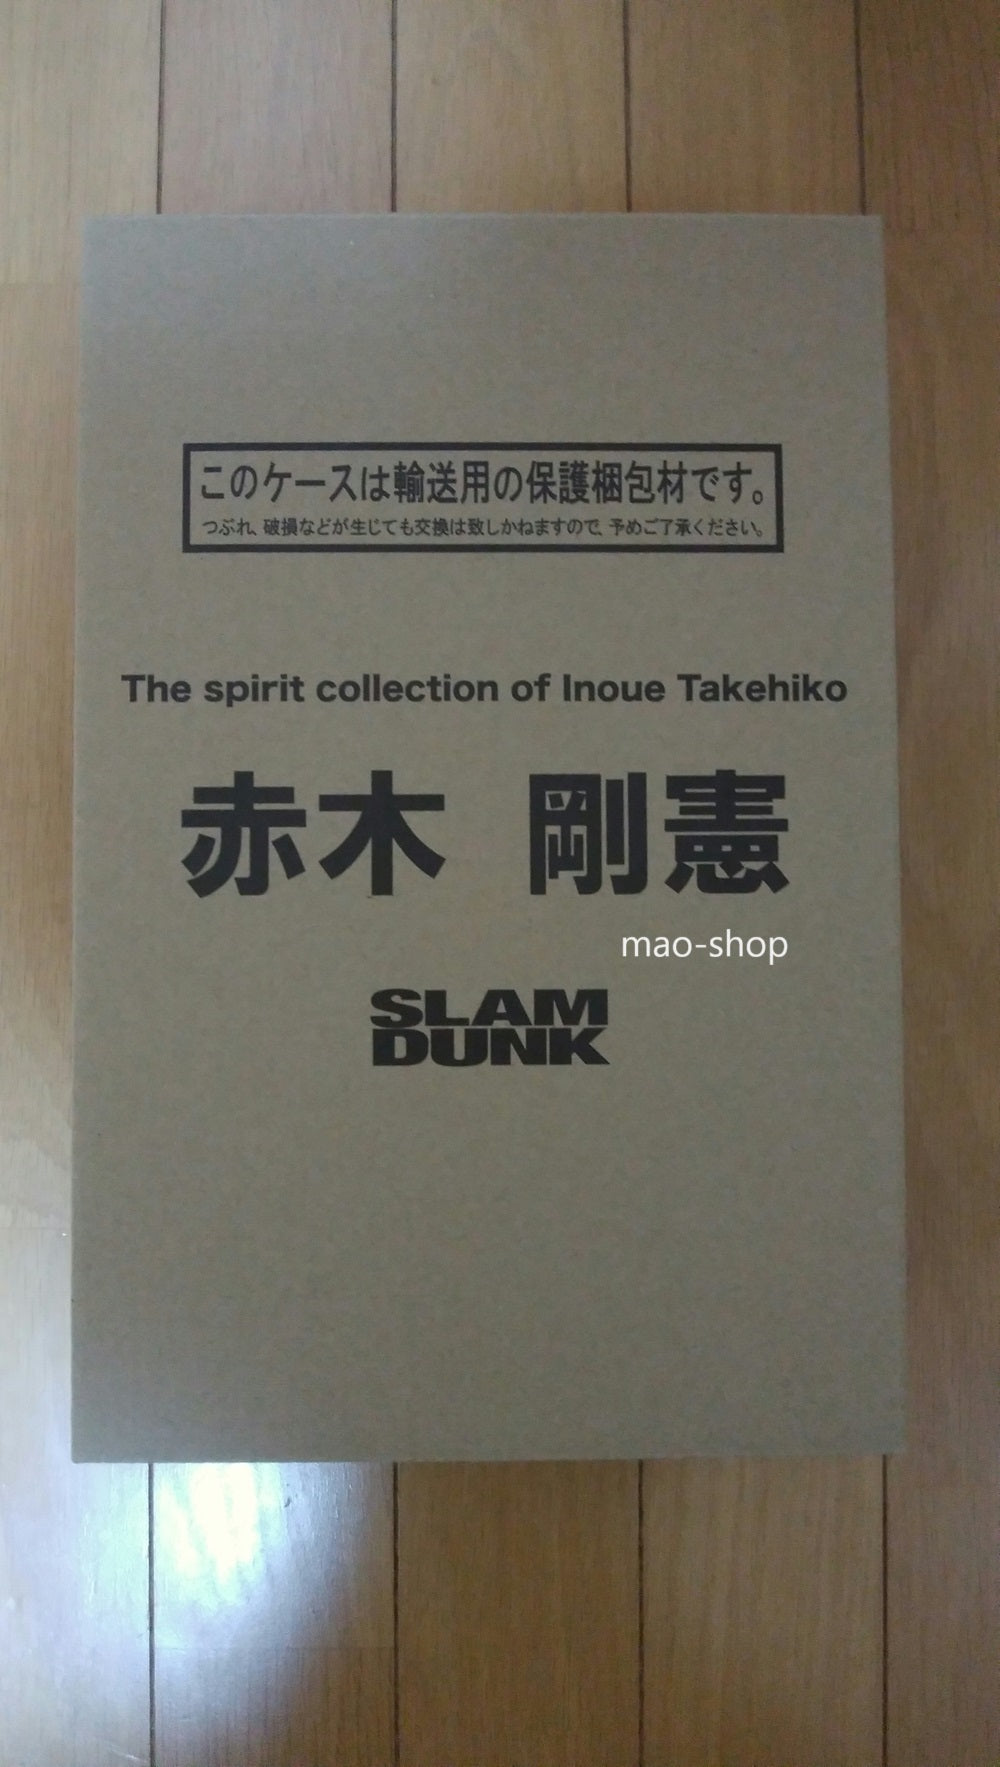 このケースは輸送用の保護梱包材です。
つぶれ、破損などが生じても交換は致しかねますので、予めご了承ください。
The spirit collection of Inoue Takehiko
赤木 剛憲
mao-shop
SLAM
DUNK